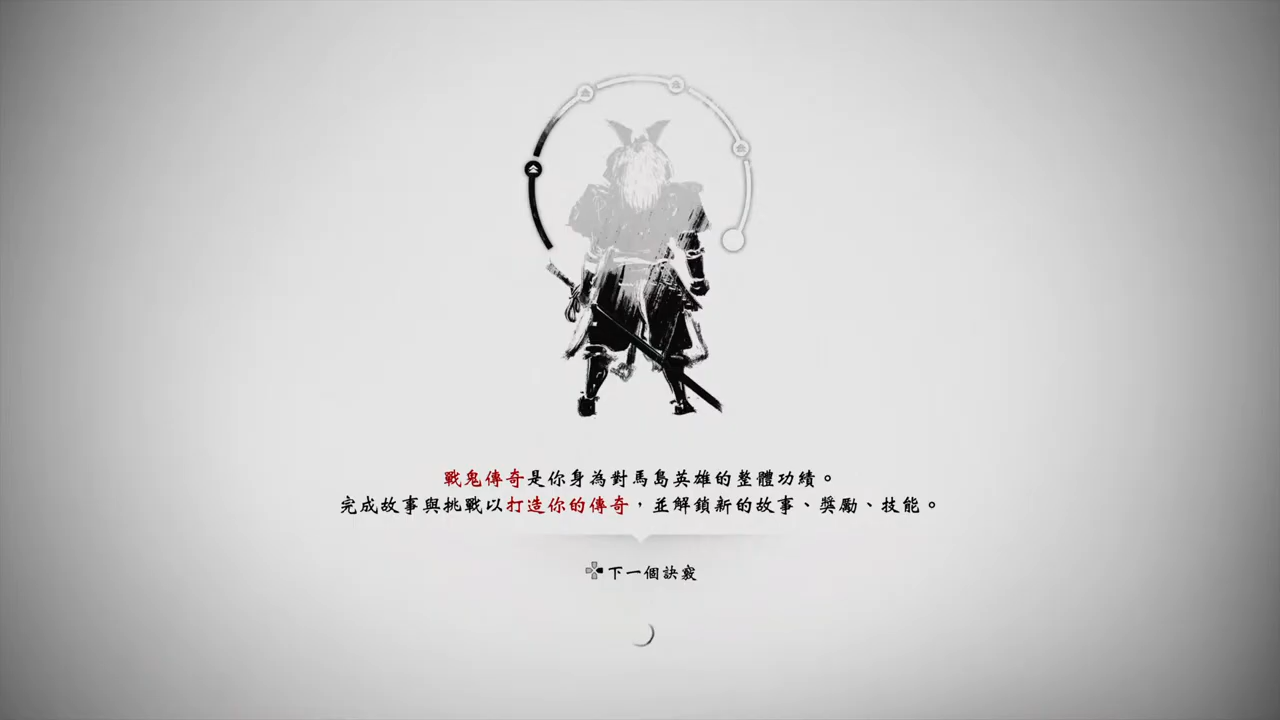 戰鬼傳奇是你身為對馬島英雄的整體功績。
完成故事與挑戰以打造你的傳奇，並解鎖新的故事、獎勵、技能。
下一個訣竅